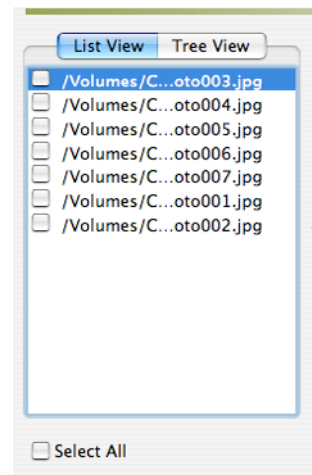 List View Tree View
/Volumes/C...oto003.jpg
/Volumes/C...oto004.jpg
/Volumes/C...oto005.jpg
/Volumes/C...oto006.jpg
/Volumes/C...oto007.jpg
/Volumes/C...oto001.jpg
/Volumes/C...oto002.jpg
Select All